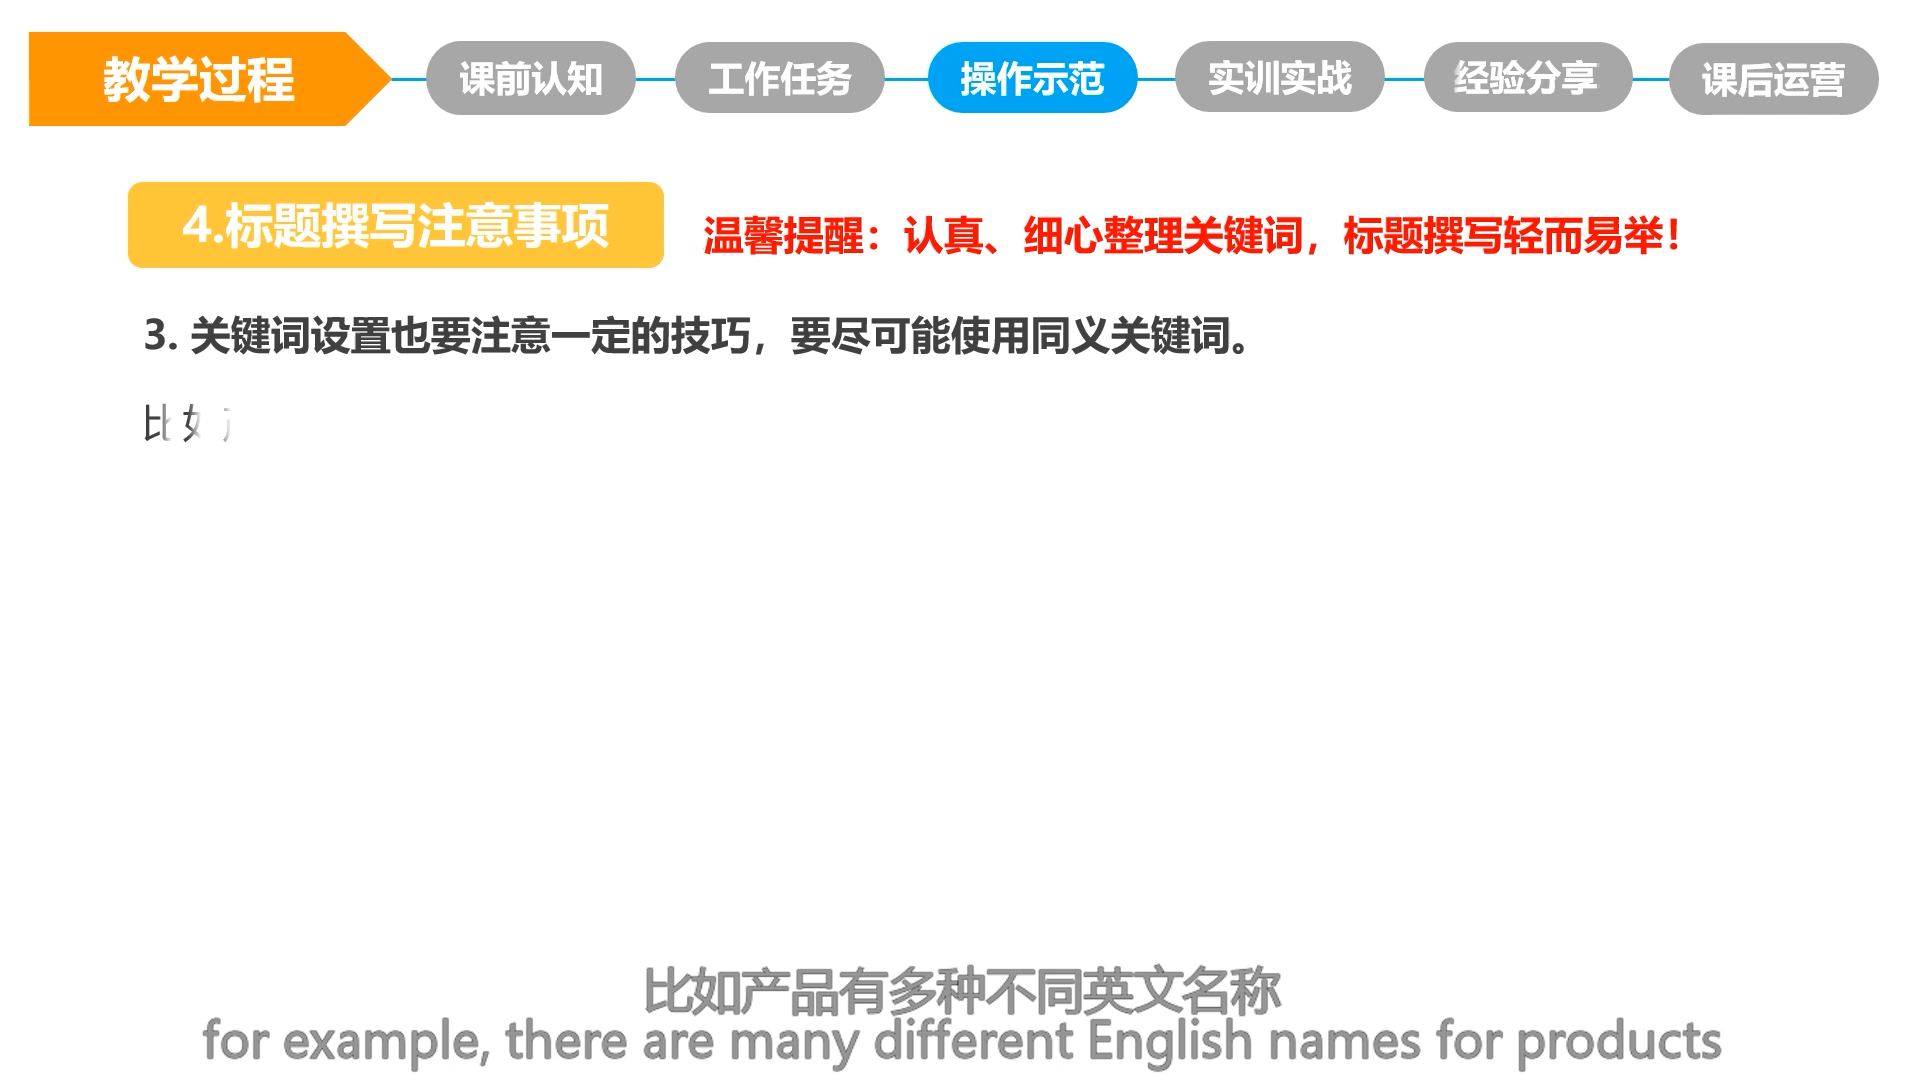 教学过程
课前认知
工作任务
操作示范
实训实战
经验分享
课后运营
4.标题撰写注意事项
温馨提醒：认真、细心整理关键词，标题撰写轻而易举！
3. 关键词设置也要注意一定的技巧，要尽可能使用同义关键词。
比如
比如产品有多种不同英文名称
for example, there are many different English names for products